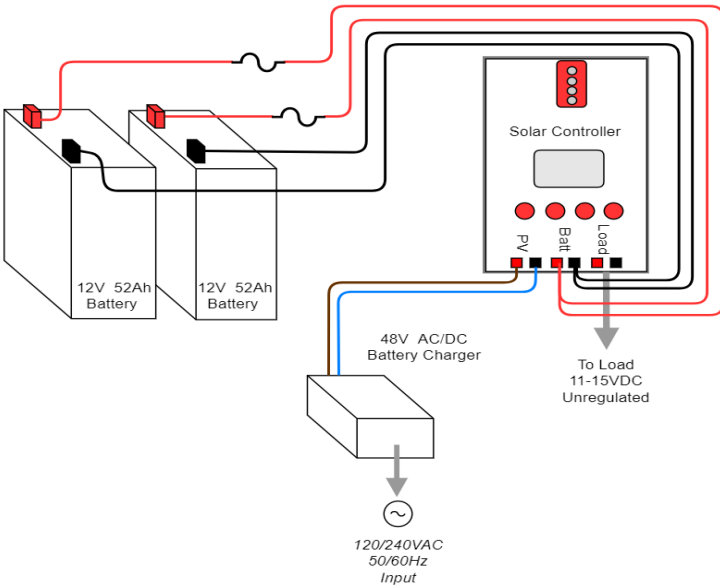 Solar Controller
PV
Batt
Load
12V 52Ah
Battery
12V 52Ah
Battery
48V AC/DC
Battery Charger
To Load
11-15VDC
Unregulated
120/240VAC
50/60Hz
Input